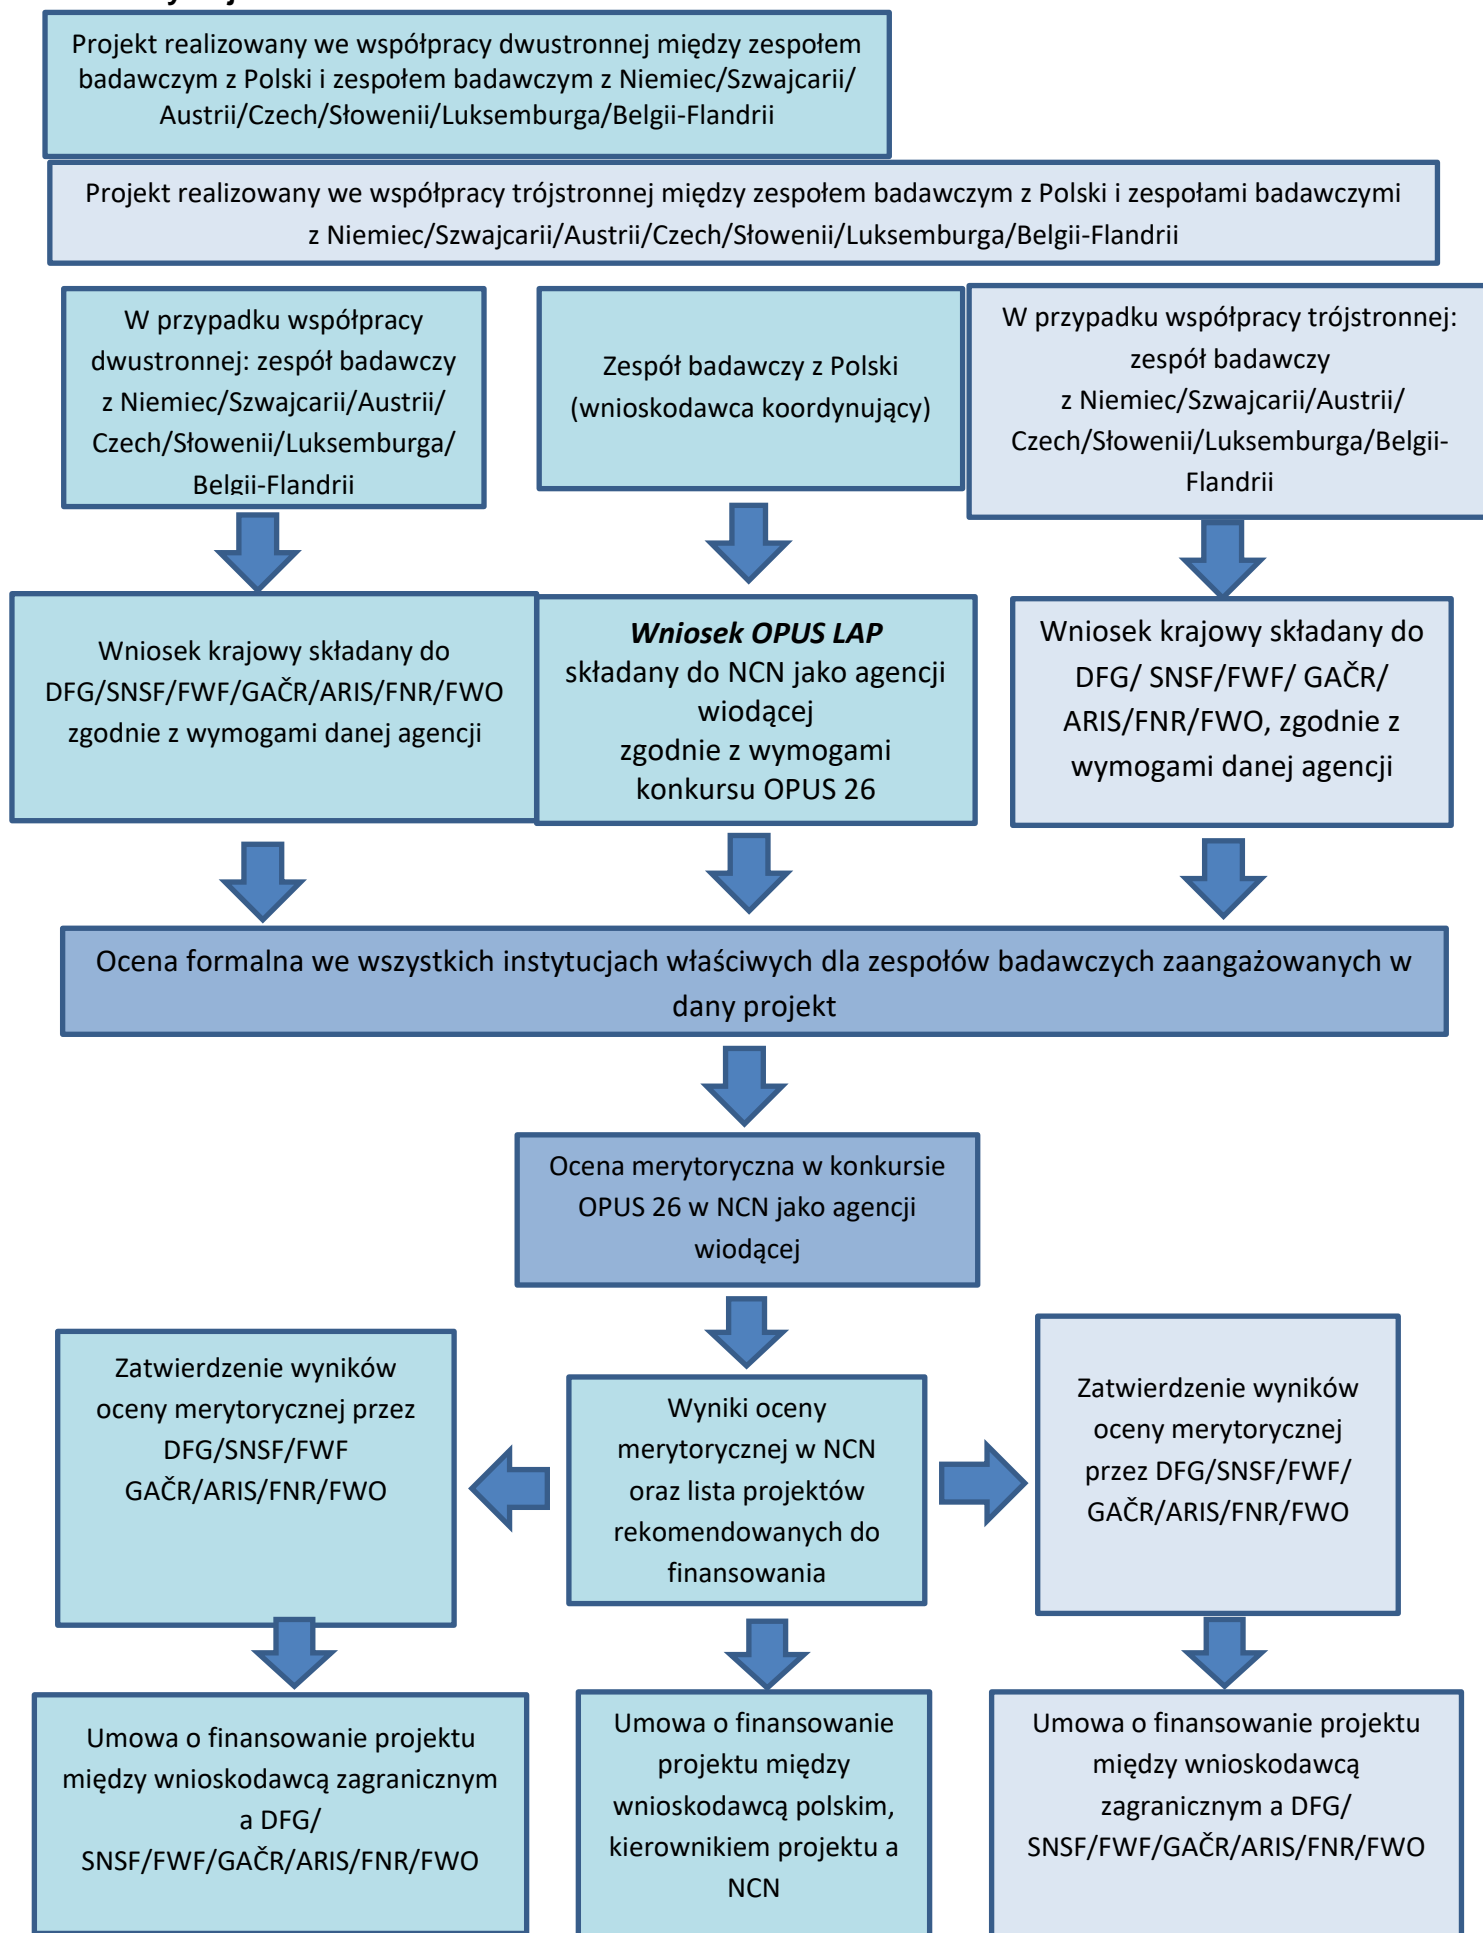 Projekt realizowany we współpracy dwustronnej między zespołem
badawczym z Polski i zespołem badawczym z Niemiec/Szwajcarii/
Austrii/Czech/Słowenii/Luksemburga/Belgii-Flandrii
Projekt realizowany we współpracy trójstronnej między zespołem badawczym z Polski i zespołami badawczymi
z Niemiec/Szwajcarii/Austrii/Czech/Słowenii/Luksemburga/Belgii-Flandrii
W przypadku współpracy
dwustronnej: zespół badawczy
z Niemiec/Szwajcarii/Austrii/
Czech/Słowenii/Luksemburga/
Belgii-Flandrii
Zespół badawczy z Polski
(wnioskodawca koordynujący)
W przypadku współpracy trójstronnej:
zespół badawczy
z Niemiec/Szwajcarii/Austrii/
Czech/Słowenii/Luksemburga/Belgii-
Flandrii
Wniosek krajowy składany do
DFG/SNSF/FWF/GAČR/ARIS/FNR/FWO
zgodnie z wymogami danej agencji
Wniosek OPUS LAP
składany do NCN jako agencji
wiodącej
zgodnie z wymogami
konkursu OPUS 26
Wniosek krajowy składany do
DFG/ SNSF/FWF/ GAČR/
ARIS/FNR/FWO, zgodnie z
wymogami danej agencji
Ocena formalna we wszystkich instytucjach właściwych dla zespołów badawczych zaangażowanych w
dany projekt
Ocena merytoryczna w konkursie
OPUS 26 w NCN jako agencji
wiodącej
Zatwierdzenie wyników
oceny merytorycznej przez
DFG/SNSF/FWF
GAČR/ARIS/FNR/FWO
Wyniki oceny
merytorycznej w NCN
oraz lista projektów
rekomendowanych do
finansowania
Zatwierdzenie wyników
oceny merytorycznej
przez DFG/SNSF/FWF/
GAČR/ARIS/FNR/FWO
Umowa o finansowanie projektu
między wnioskodawcą zagranicznym
a DFG/
SNSF/FWF/GAČR/ARIS/FNR/FWO
Umowa o finansowanie
projektu między
wnioskodawcą polskim,
kierownikiem projektu a
NCN
Umowa o finansowanie projektu
między wnioskodawcą
zagranicznym a DFG/
SNSF/FWF/GAČR/ARIS/FNR/FWO